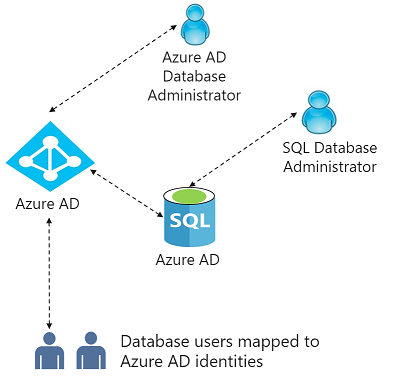 Azure AD
Database
Administrator
SQL Database
Administrator
Azure AD
SQL
Azure AD
Database users mapped to
Azure AD identities